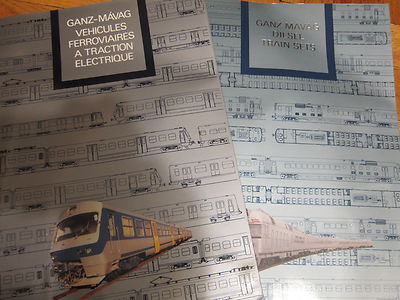 GANZ-MÁVAG
VEHICULES
FERROVIAIRES
A TRACTION
ELECTRIQUE
GANZ-MÁVAG
DIESEL
TRAIN SETS